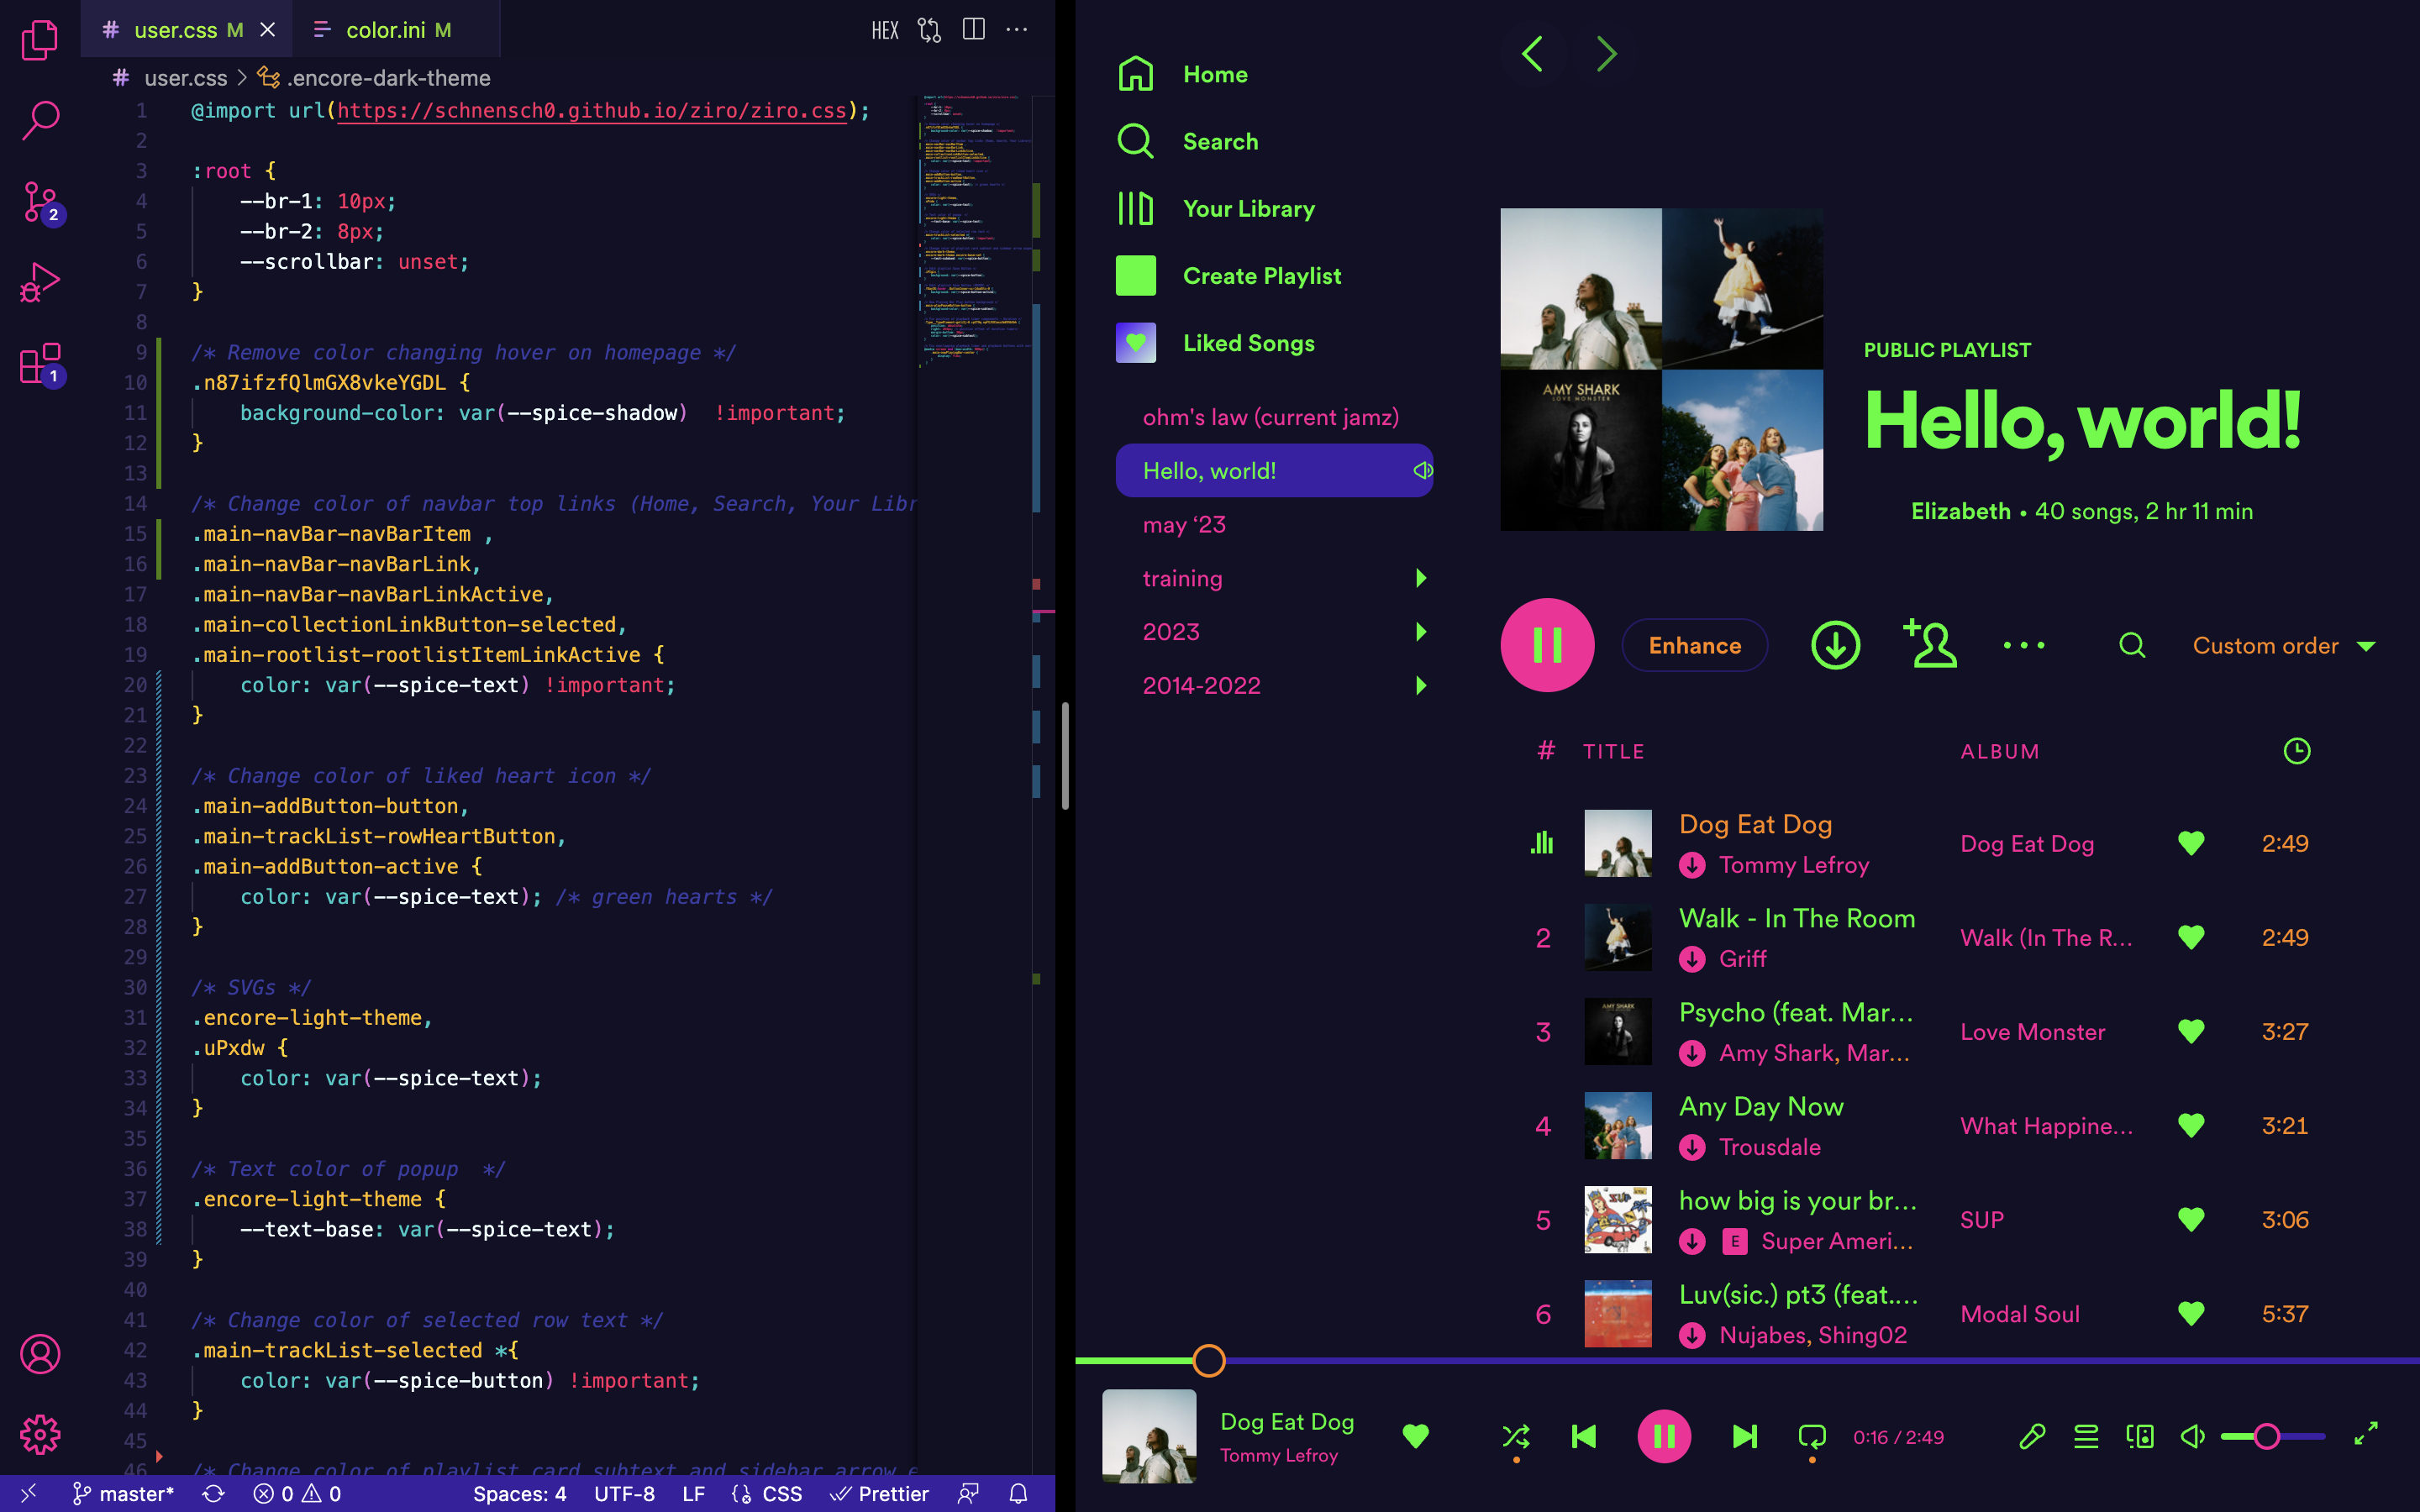 user.css M
color.ini M
HEX
user.css > .encore-dark-theme
1 @import url(https://schnensch0.github.io/ziro/ziro.css);
2
3 :root {
4 --br-1: 10px;
5 --br-2: 8px;
6 --scrollbar: unset;
7 }
8
9 /* Remove color changing hover on homepage */
10 .n87ifzfQlmGX8vkeYGDL {
11 background-color: var(--spice-shadow)  !important;
12 }
13
14 /* Change color of navbar top links (Home, Search, Your Libr
15 .main-navBar-navBarItem ,
16 .main-navBar-navBarLink,
17 .main-navBar-navBarLinkActive,
18 .main-collectionLinkButton-selected,
19 .main-rootlist-rootlistItemLinkActive {
20 color: var(--spice-text) !important;
21 }
22
23 /* Change color of liked heart icon */
24 .main-addButton-button,
25 .main-trackList-rowHeartButton,
26 .main-addButton-active {
27 color: var(--spice-text); /* green hearts */
28 }
29
30 /* SVGs */
31 .encore-light-theme,
32 .uPxdw {
33 color: var(--spice-text);
34 }
35
36 /* Text color of popup  */
37 .encore-light-theme {
38 --text-base: var(--spice-text);
39 }
40
41 /* Change color of selected row text */
42 .main-trackList-selected *{
43 color: var(--spice-button) !important;
44 }
45
46 /* Change color of playlist card subtext and sidebar arrow
2
1
master* 0 0 Spaces: 4 UTF-8 LF CSS Prettier
Home
Search
Your Library
Create Playlist
Liked Songs
ohm's law (current jamz)
Hello, world!
may ‘23
training
2023
2014-2022
AMY SHARK
LOVE MONSTER
PUBLIC PLAYLIST
Hello, world!
Elizabeth • 40 songs, 2 hr 11 min
Enhance
Custom order
# TITLE ALBUM
Dog Eat Dog
Tommy Lefroy
Dog Eat Dog
2:49
2
Walk - In The Room
Griff
Walk (In The R...
2:49
3
AMY SHARK
Psycho (feat. Mar...
Amy Shark, Mar...
Love Monster
3:27
4
Any Day Now
Trousdale
What Happine...
3:21
5
SUP
how big is your br...
E Super Ameri...
SUP
3:06
6
Luv(sic.) pt3 (feat....
Nujabes, Shing02
Modal Soul
5:37
Dog Eat Dog
Tommy Lefroy
0:16 / 2:49